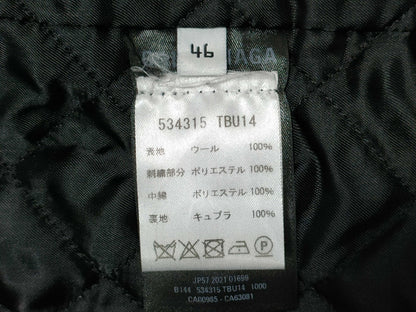 46
534315 TBU14
表地 ウール 100%
刺繍部分 ポリエステル 100%
中綿 ポリエステル 100%
裏地 キュプラ 100%
JP57 2021 01699
B144 534315 TBU14 1000
CA00965 - CA63081